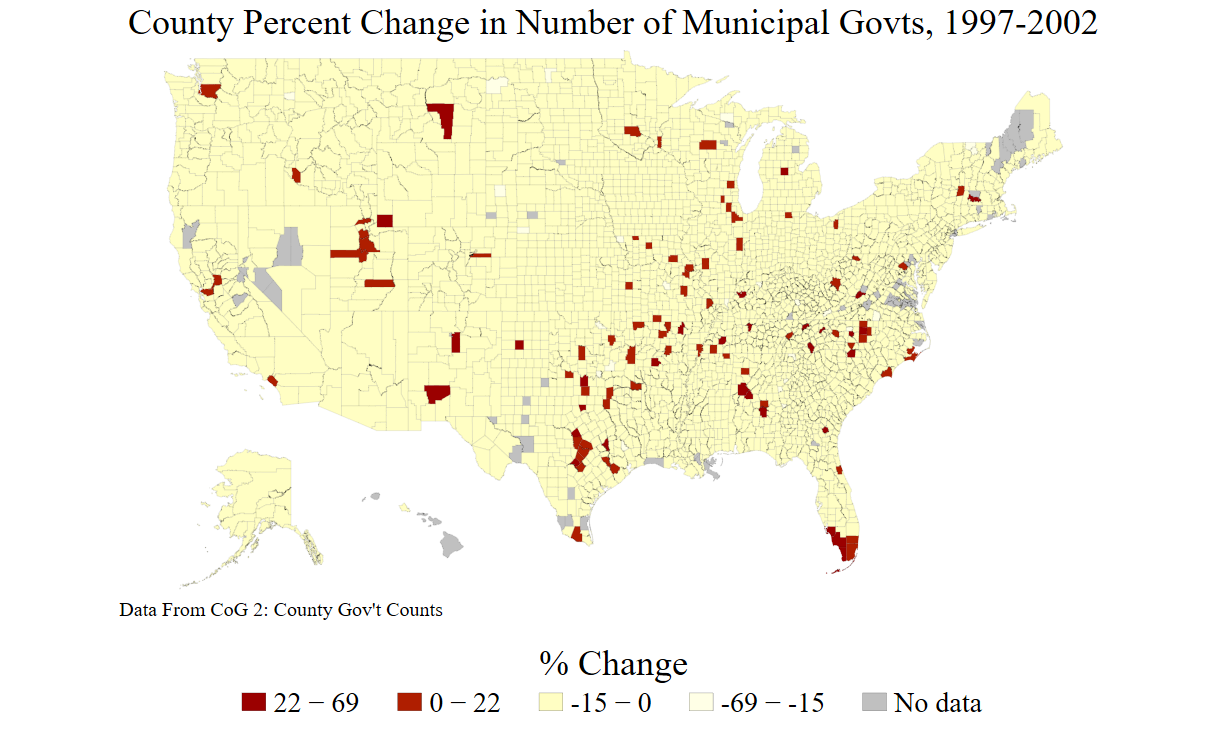 County Percent Change in Number of Municipal Govts, 1997-2002
Data From CoG 2: County Gov't Counts
% Change
22 − 69
0 − 22
-15 − 0
-69 − -15
No data